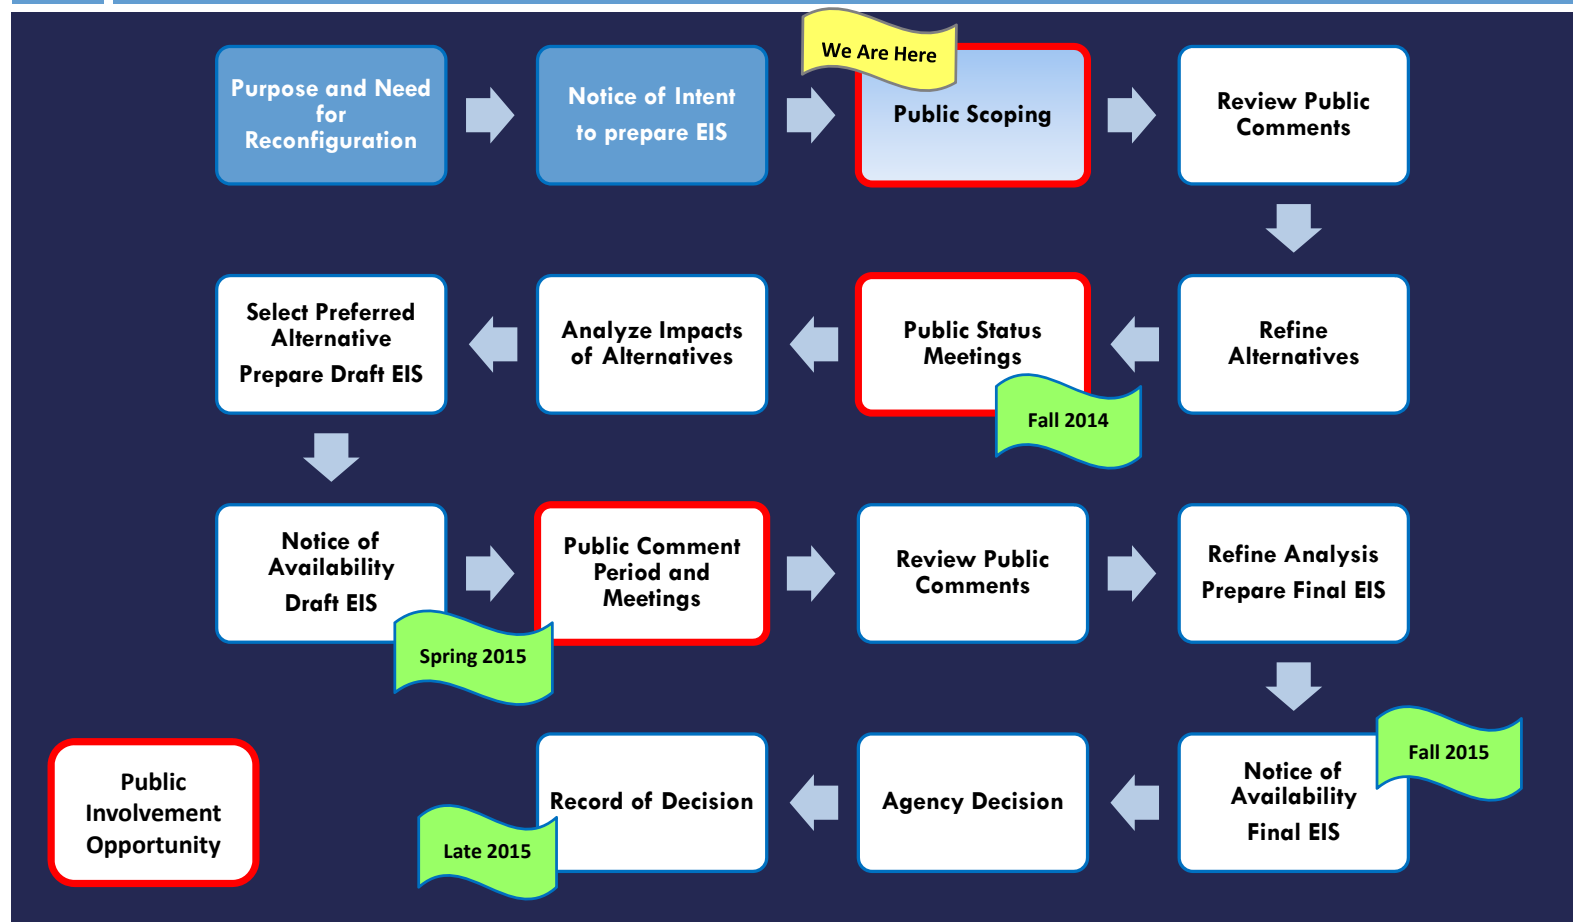 We Are Here
Purpose and Need
for
Reconfiguration
Notice of Intent
to prepare EIS
Public Scoping
Review Public
Comments
Refine
Alternatives
Public Status
Meetings
Fall 2014
Analyze Impacts
of Alternatives
Select Preferred
Alternative
Prepare Draft EIS
Notice of
Availability
Draft EIS
Spring 2015
Public Comment
Period and
Meetings
Review Public
Comments
Refine Analysis
Prepare Final EIS
Fall 2015
Notice of
Availability
Final EIS
Agency Decision
Record of Decision
Late 2015
Public
Involvement
Opportunity